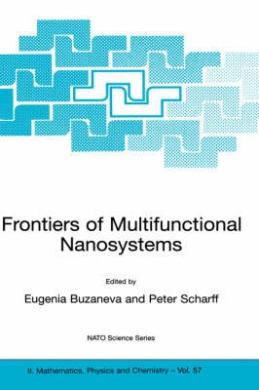 Frontiers of Multifunctional
Nanosystems
Edited by
Eugenia Buzaneva and Peter Scharff
NATO Science Series
II. Mathematics, Physics and Chemistry – Vol. 57